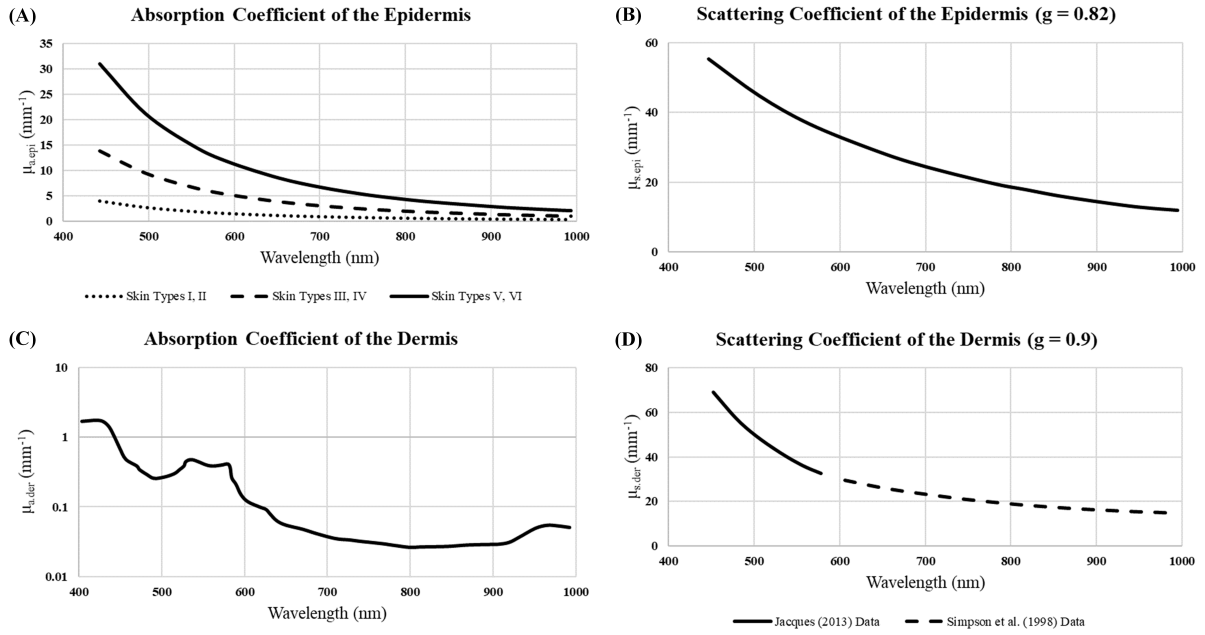 (A)
Absorption Coefficient of the Epidermis
35
30
25
20
15
10
5
0
μa.epi (mm-1)
400 500 600 700 800 900 1000
Wavelength (nm)
Skin Types I, II Skin Types III, IV Skin Types V, VI
(B)
Scattering Coefficient of the Epidermis (g = 0.82)
60
40
20
0
μs.epi (mm-1)
400 500 600 700 800 900 1000
Wavelength (nm)
(C)
Absorption Coefficient of the Dermis
10
1
0.1
0.01
μa.der (mm-1)
400 500 600 700 800 900 1000
Wavelength (nm)
(D)
Scattering Coefficient of the Dermis (g = 0.9)
80
60
40
20
0
μs.der (mm-1)
400 500 600 700 800 900 1000
Wavelength (nm)
Jacques (2013) Data Simpson et al. (1998) Data